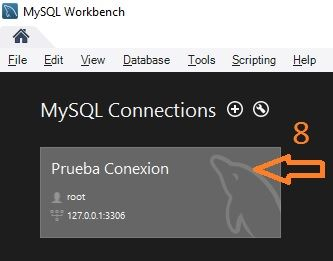 MySQL Workbench
File Edit View Database Tools Scripting Help
MySQL Connections
8
Prueba Conexion
root
127.0.0.1:3306